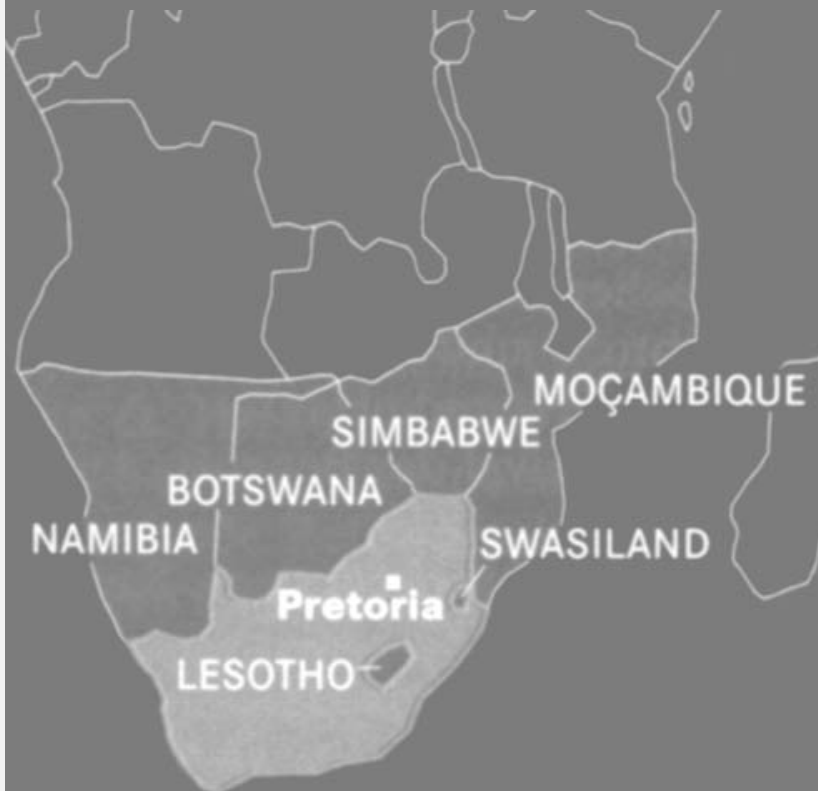 MOÇAMBIQUE
SIMBABWE
BOTSWANA
NAMIBIA
SWASILAND
Pretoria
LESOTHO